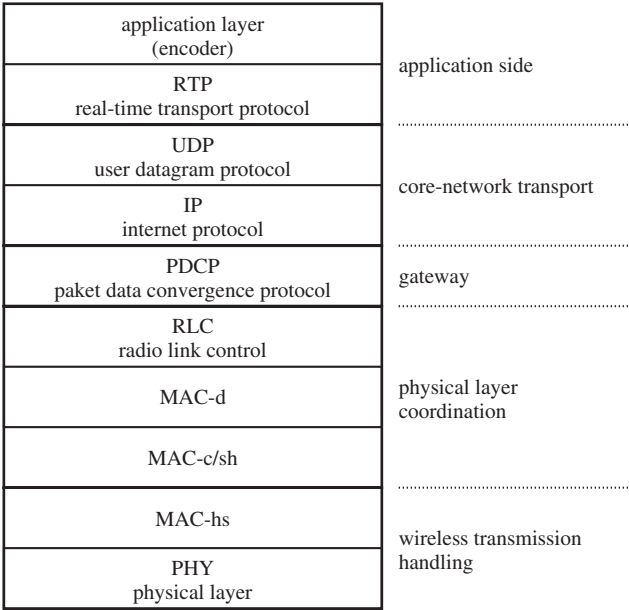 application layer
(encoder)
application side
RTP
real-time transport protocol
UDP
user datagram protocol
core-network transport
IP
internet protocol
PDCP
paket data convergence protocol
gateway
RLC
radio link control
MAC-d
physical layer
coordination
MAC-c/sh
MAC-hs
wireless transmission
handling
PHY
physical layer